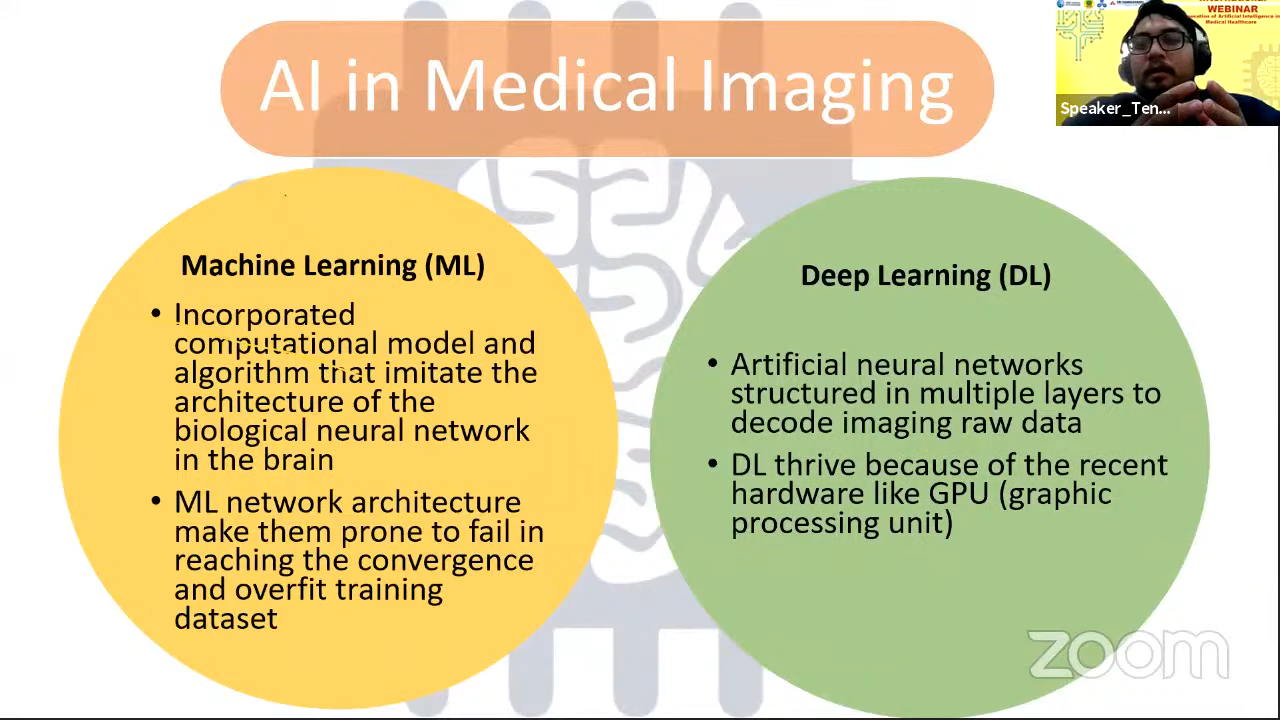 AI in Medical Imaging
WEBINAR
Medical Healthcare
Speaker_Ten...
Machine Learning (ML)
• Incorporated
computational model and
algorithm that imitate the
architecture of the
biological neural network
in the brain
• ML network architecture
make them prone to fail in
reaching the convergence
and overfit training
dataset
Deep Learning (DL)
• Artificial neural networks
structured in multiple layers to
decode imaging raw data
• DL thrive because of the recent
hardware like GPU (graphic
processing unit)
zoom